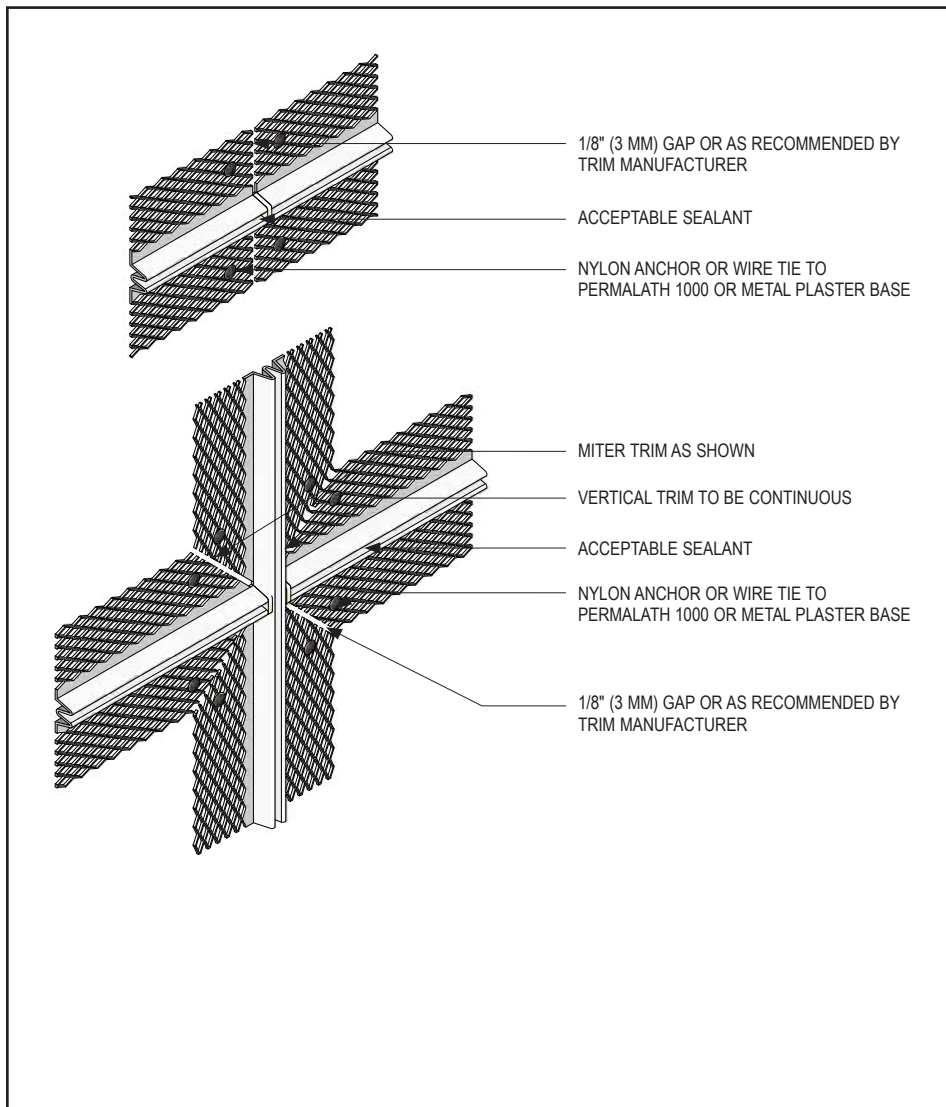 1/8" (3 MM) GAP OR AS RECOMMENDED BY
TRIM MANUFACTURER
ACCEPTABLE SEALANT
NYLON ANCHOR OR WIRE TIE TO
PERMALATH 1000 OR METAL PLASTER BASE
MITER TRIM AS SHOWN
VERTICAL TRIM TO BE CONTINUOUS
ACCEPTABLE SEALANT
NYLON ANCHOR OR WIRE TIE TO
PERMALATH 1000 OR METAL PLASTER BASE
1/8" (3 MM) GAP OR AS RECOMMENDED BY
TRIM MANUFACTURER